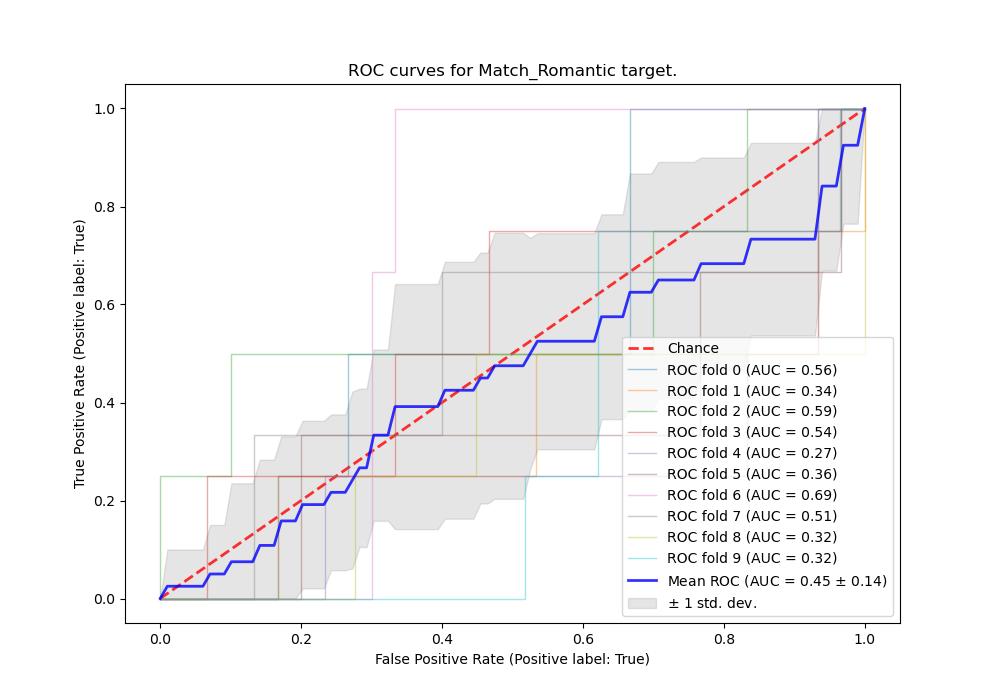 ROC curves for Match_Romantic target.
True Positive Rate (Positive label: True)
1.0
0.8
0.6
0.4
0.2
0.0
Chance
ROC fold 0 (AUC = 0.56)
ROC fold 1 (AUC = 0.34)
ROC fold 2 (AUC = 0.59)
ROC fold 3 (AUC = 0.54)
ROC fold 4 (AUC = 0.27)
ROC fold 5 (AUC = 0.36)
ROC fold 6 (AUC = 0.69)
ROC fold 7 (AUC = 0.51)
ROC fold 8 (AUC = 0.32)
ROC fold 9 (AUC = 0.32)
Mean ROC (AUC = 0.45 ± 0.14)
± 1 std. dev.
0.0 0.2 0.4 0.6 0.8 1.0
False Positive Rate (Positive label: True)